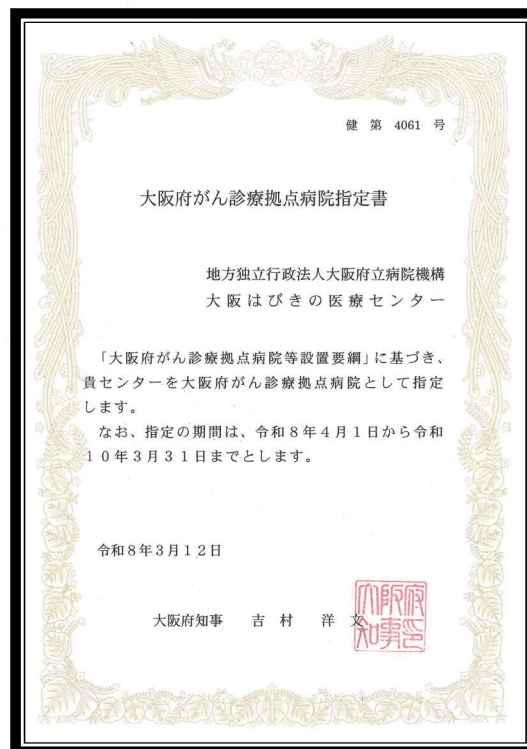 健 第 4061 号
大阪府がん診療拠点病院指定書
地方独立行政法人大阪府立病院機構
大阪はびきの医療センター
「大阪府がん診療拠点病院等設置要綱」に基づき、
貴センターを大阪府がん診療拠点病院として指定
します。
なお、指定の期間は、令和8年4月1日から令和
10年3月31日までとします。
令和8年3月12日
大阪府知事 吉村 洋文
大阪府
知事印